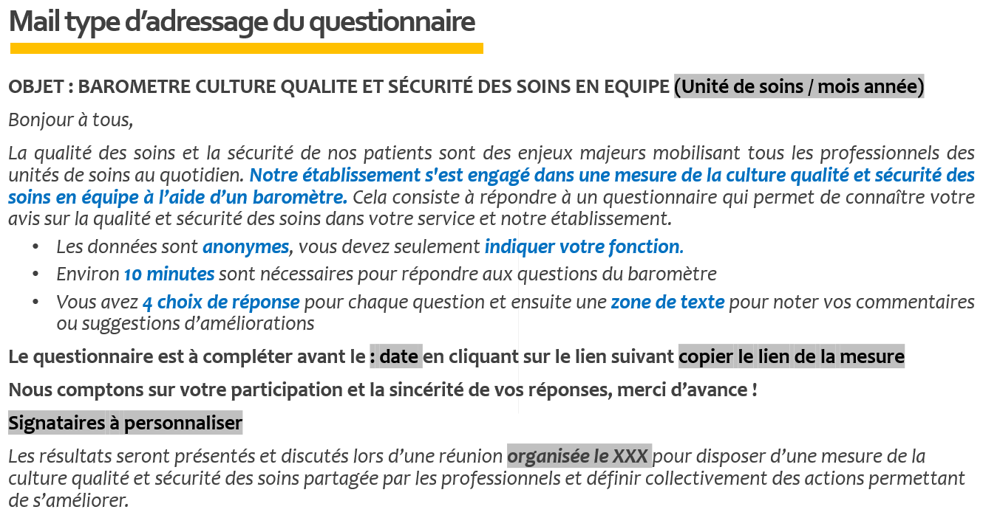 Mail type d’adressage du questionnaire
OBJET : BAROMETRE CULTURE QUALITE ET SÉCURITÉ DES SOINS EN EQUIPE (Unité de soins / mois année)
Bonjour à tous,
La qualité des soins et la sécurité de nos patients sont des enjeux majeurs mobilisant tous les professionnels des
unités de soins au quotidien. Notre établissement s'est engagé dans une mesure de la culture qualité et sécurité des
soins en équipe à l’aide d’un baromètre. Cela consiste à répondre à un questionnaire qui permet de connaître votre
avis sur la qualité et sécurité des soins dans votre service et notre établissement.
• Les données sont anonymes, vous devez seulement indiquer votre fonction.
• Environ 10 minutes sont nécessaires pour répondre aux questions du baromètre
• Vous avez 4 choix de réponse pour chaque question et ensuite une zone de texte pour noter vos commentaires
ou suggestions d’améliorations
Le questionnaire est à compléter avant le : date en cliquant sur le lien suivant copier le lien de la mesure
Nous comptons sur votre participation et la sincérité de vos réponses, merci d’avance !
Signataires à personnaliser
Les résultats seront présentés et discutés lors d’une réunion organisée le XXX pour disposer d’une mesure de la
culture qualité et sécurité des soins partagée par les professionnels et définir collectivement des actions permettant
de s’améliorer.